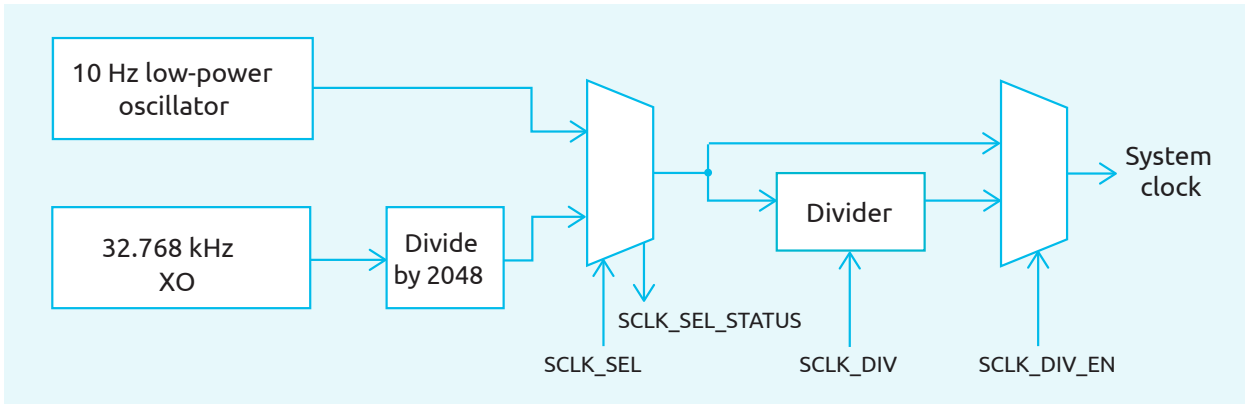 10 Hz low-power
oscillator
32.768 kHz
XO
Divide
by 2048
SCLK_SEL_STATUS
SCLK_SEL
Divider
SCLK_DIV
SCLK_DIV_EN
System
clock